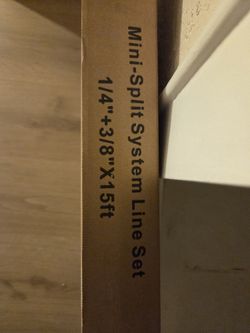 Mini-Split System Line Set
1/4"+3/8"X15ft